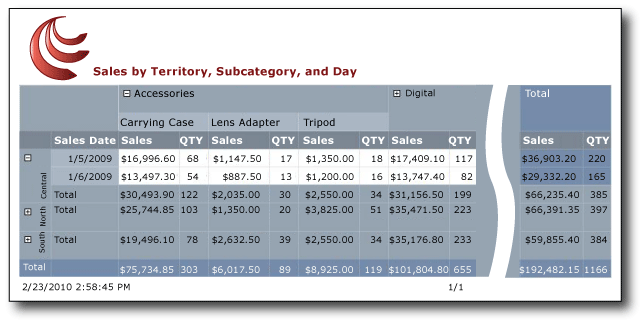 Sales by Territory, Subcategory, and Day
Accessories Digital Total
Carrying Case Lens Adapter Tripod
Sales Date Sales QTY Sales QTY Sales QTY Sales QTY Sales QTY
1/5/2009 $16,996.60 68 $1,147.50 17 $1,350.00 18 $17,409.10 117 $36,903.20 220
Central 1/6/2009 $13,497.30 54 $887.50 13 $1,200.00 16 $13,747.40 82 $29,332.20 165
Total $30,493.90 122 $2,035.00 30 $2,550.00 34 $31,156.50 199 $66,235.40 385
North Total $25,744.85 103 $1,350.00 20 $3,825.00 51 $35,471.50 223 $66,391.35 397
South Total $19,496.10 78 $2,632.50 39 $2,550.00 34 $35,176.80 233 $59,855.40 384
Total $75,734.85 303 $6,017.50 89 $8,925.00 119 $101,804.80 655 $192,482.15 1166
2/23/2010 2:58:45 PM 1/1